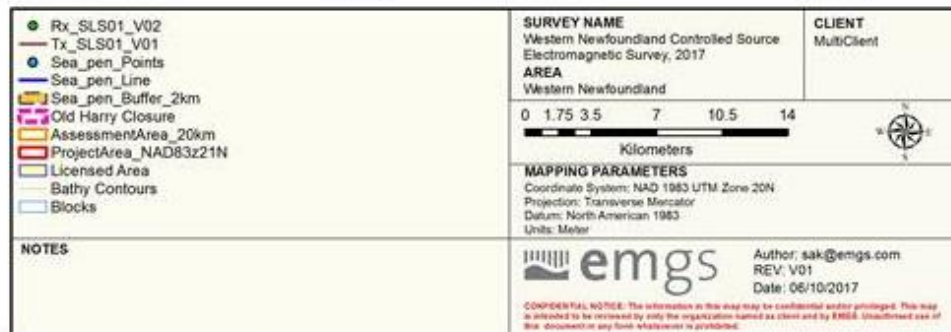 Rx_SLS01_V02
Tx_SLS01_V01
Sea_pen_Points
Sea_pen_Line
Sea_pen_Buffer_2km
Old Harry Closure
AssessmentArea_20km
ProjectArea_NAD83z21N
Licensed Area
Bathy Contours
Blocks
NOTES
SURVEY NAME
Western Newfoundland Controlled Source
Electromagnetic Survey, 2017
AREA
Western Newfoundland
CLIENT
MultiClient
0 1.75 3.5 7 10.5 14
Kilometers
N
W E
S
MAPPING PARAMETERS
Coordinate System: NAD 1983 UTM Zone 20N
Projection: Transverse Mercator
Datum: North American 1983
Units: Meter
emgs
Author: sak@emgs.com
REV: V01
Date: 06/10/2017
CONFIDENTIAL NOTICE: The information in this map may be confidential and/or privileged. This map
is intended to be reviewed by only the organization named as client and by EMGS. Unauthorised use of
this document in any form whatsoever is prohibited.